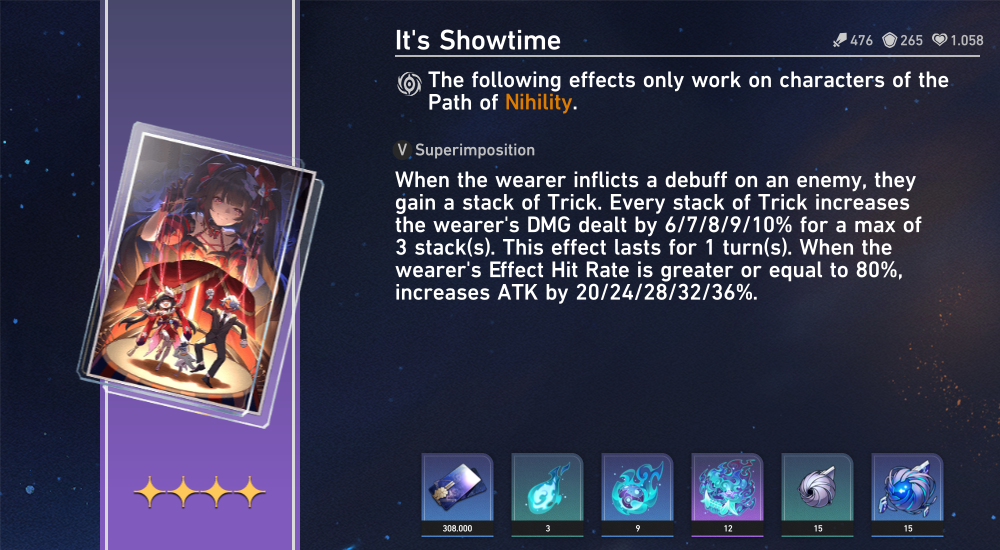 It's Showtime
476 265 1.058
The following effects only work on characters of the
Path of Nihility.
V Superimposition
When the wearer inflicts a debuff on an enemy, they
gain a stack of Trick. Every stack of Trick increases
the wearer's DMG dealt by 6/7/8/9/10% for a max of
3 stack(s). This effect lasts for 1 turn(s). When the
wearer's Effect Hit Rate is greater or equal to 80%,
increases ATK by 20/24/28/32/36%.
308.000 3 9 12 15 15